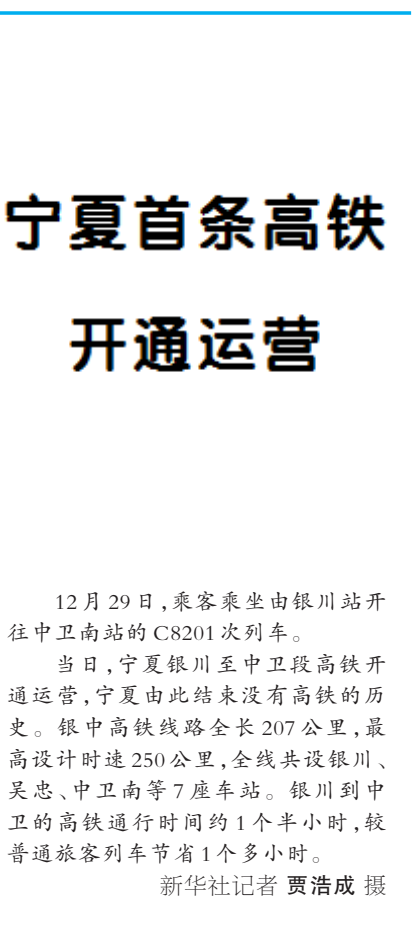 宁夏首条高铁
开通运营
12月29日,乘客乘坐由银川站开
往中卫南站的C8201次列车。
当日,宁夏银川至中卫段高铁开
通运营,宁夏由此结束没有高铁的历
史。银中高铁线路全长207公里,最
高设计时速250公里,全线共设银川、
吴忠、中卫南等7座车站。银川到中
卫的高铁通行时间约1个半小时,较
普通旅客列车节省1个多小时。
新华社记者 贾浩成 摄